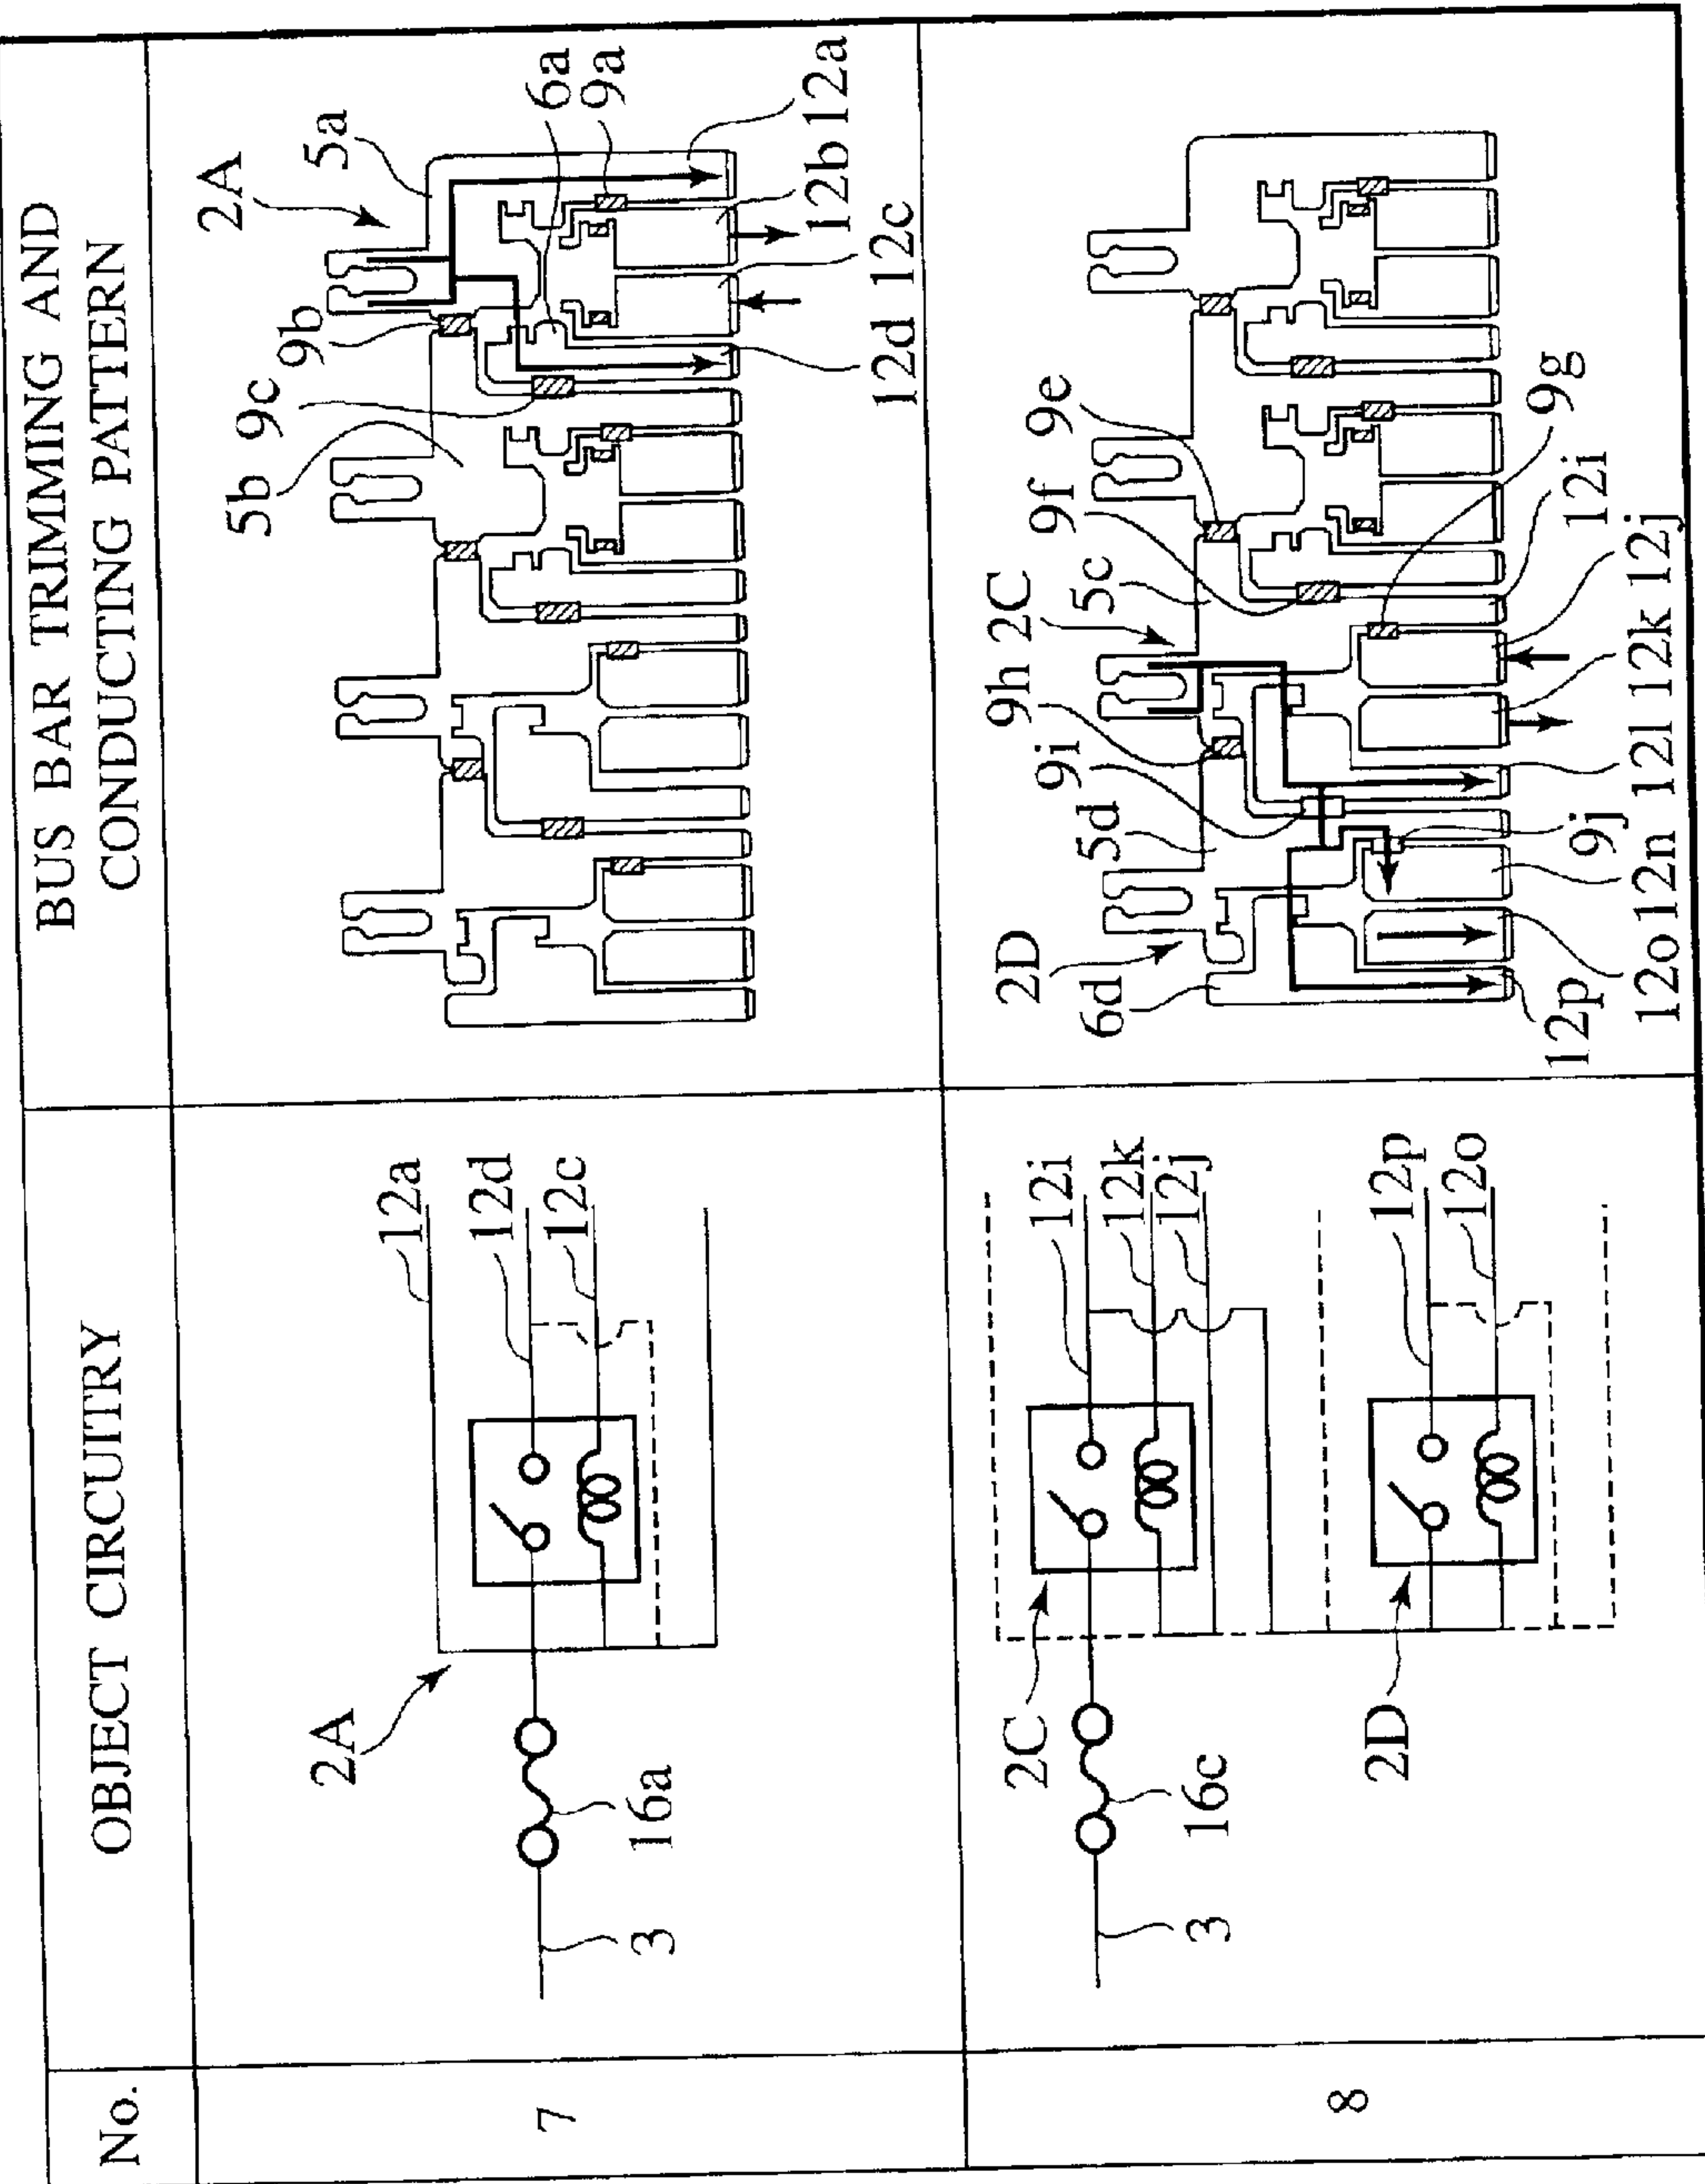 No.
OBJECT CIRCUITRY
BUS BAR TRIMMING AND
CONDUCTING PATTERN
7
3
16a
2A
12a
12d
12c
2A
5a
9b
9c
5b
6a
9a
12a
12b
12c
12d
8
3
16c
2C
2D
12i
12k
12j
12p
12o
2D
6d
5d
9i
9h
2C
5c
9f
9e
9g
12i
12j
12k
12l
9j
12n
12o
12p